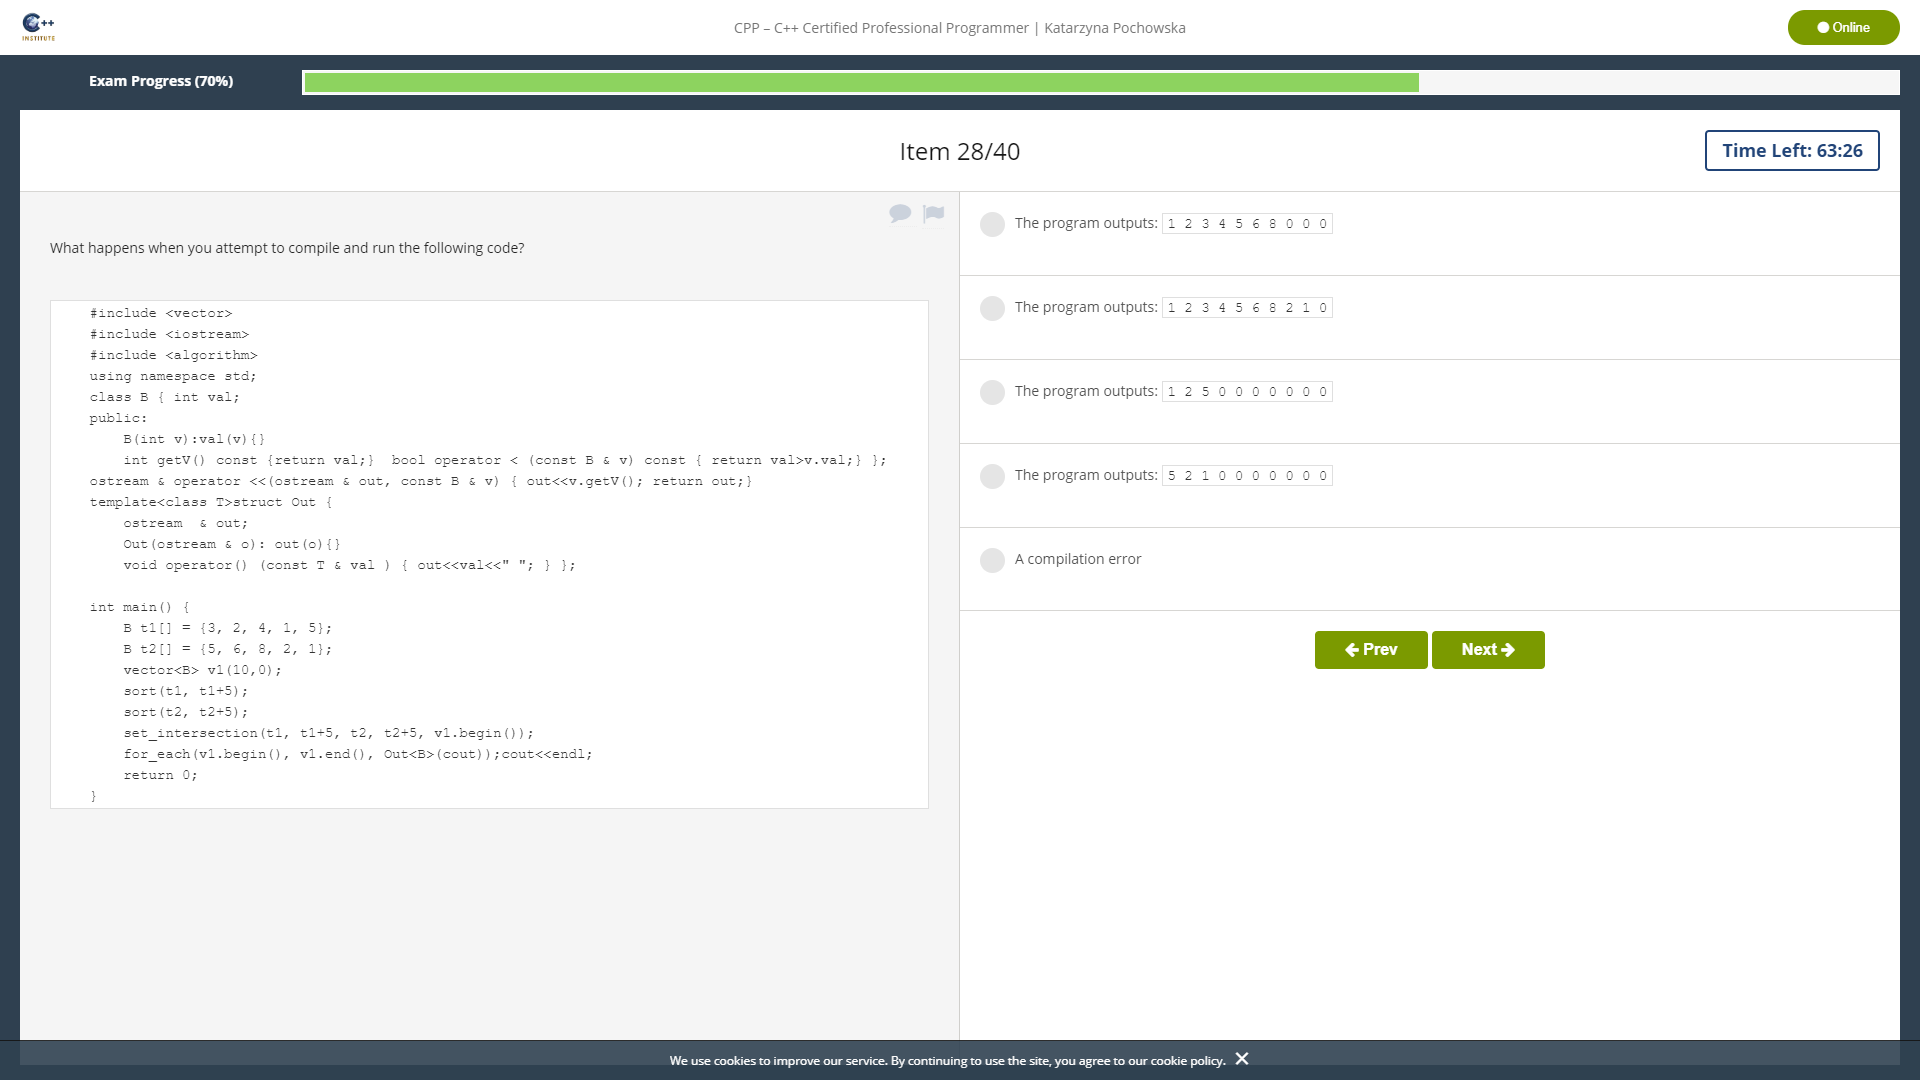 C++
INSTITUTE
CPP – C++ Certified Professional Programmer | Katarzyna Pochowska
Online
Exam Progress (70%)
Item 28/40
Time Left: 63:26
What happens when you attempt to compile and run the following code?
#include <vector>
#include <iostream>
#include <algorithm>
using namespace std;
class B { int val;
public:
    B(int v):val(v){}
    int getV() const {return val;}  bool operator < (const B & v) const { return val>v.val;} };
ostream & operator <<(ostream & out, const B & v) { out<<v.getV(); return out;}
template<class T>struct Out {
    ostream  & out;
    Out(ostream & o): out(o){}
    void operator() (const T & val ) { out<<val<<" "; } };
int main() {
    B t1[] = {3, 2, 4, 1, 5};
    B t2[] = {5, 6, 8, 2, 1};
    vector<B> v1(10,0);
    sort(t1, t1+5);
    sort(t2, t2+5);
    set_intersection(t1, t1+5, t2, t2+5, v1.begin());
    for_each(v1.begin(), v1.end(), Out<B>(cout));cout<<endl;
    return 0;
}
The program outputs: 1 2 3 4 5 6 8 0 0 0
The program outputs: 1 2 3 4 5 6 8 2 1 0
The program outputs: 1 2 5 0 0 0 0 0 0 0
The program outputs: 5 2 1 0 0 0 0 0 0 0
A compilation error
Prev
Next
We use cookies to improve our service. By continuing to use the site, you agree to our cookie policy.